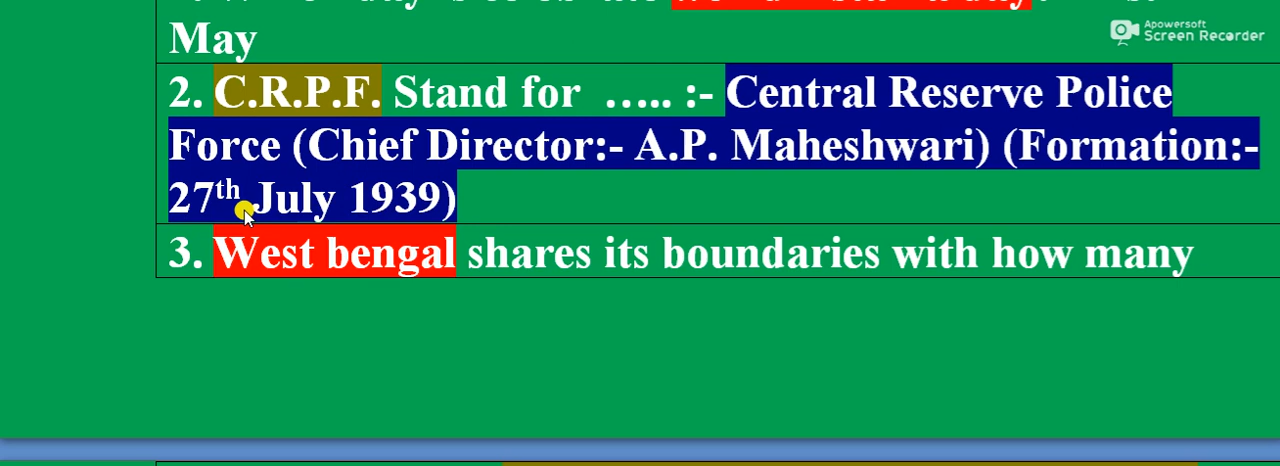 Apowersoft
Screen Recorder
May
2. C.R.P.F. Stand for ….. :- Central Reserve Police
Force (Chief Director:- A.P. Maheshwari) (Formation:-
27th July 1939)
3. West bengal shares its boundaries with how many